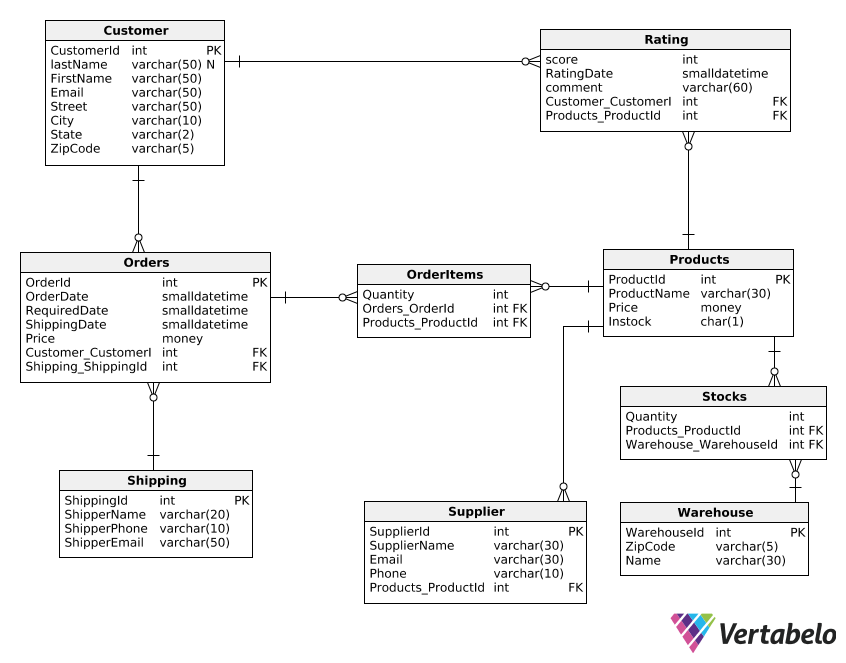 Customer
CustomerId int PK
lastName varchar(50) N
FirstName varchar(50)
Email varchar(50)
Street varchar(50)
City varchar(10)
State varchar(2)
ZipCode varchar(5)
Rating
score int
RatingDate smalldatetime
comment varchar(60)
Customer_CustomerI int FK
Products_ProductId int FK
Orders
OrderId int PK
OrderDate smalldatetime
RequiredDate smalldatetime
ShippingDate smalldatetime
Price money
Customer_CustomerI int FK
Shipping_ShippingId int FK
OrderItems
Quantity int
Orders_OrderId int FK
Products_ProductId int FK
Products
ProductId int PK
ProductName varchar(30)
Price money
Instock char(1)
Stocks
Quantity int
Products_ProductId int FK
Warehouse_WarehouseId int FK
Shipping
ShippingId int PK
ShipperName varchar(20)
ShipperPhone varchar(10)
ShipperEmail varchar(50)
Supplier
SupplierId int PK
SupplierName varchar(30)
Email varchar(30)
Phone varchar(10)
Products_ProductId int FK
Warehouse
WarehouseId int PK
ZipCode varchar(5)
Name varchar(30)
Vertabelo